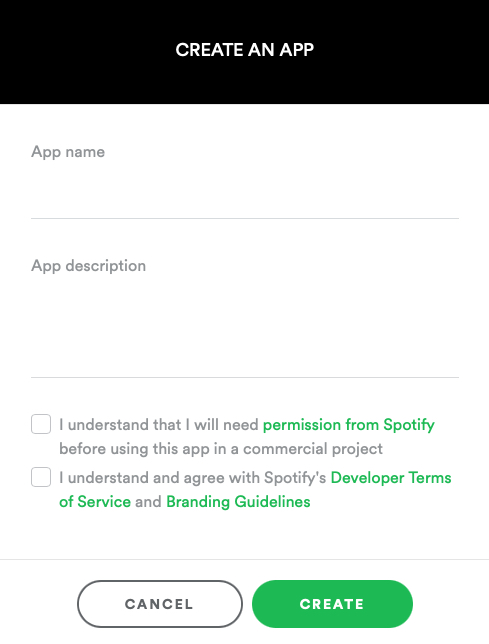 CREATE AN APP
App name
App description
I understand that I will need permission from Spotify
before using this app in a commercial project
I understand and agree with Spotify's Developer Terms
of Service and Branding Guidelines
CANCEL
CREATE